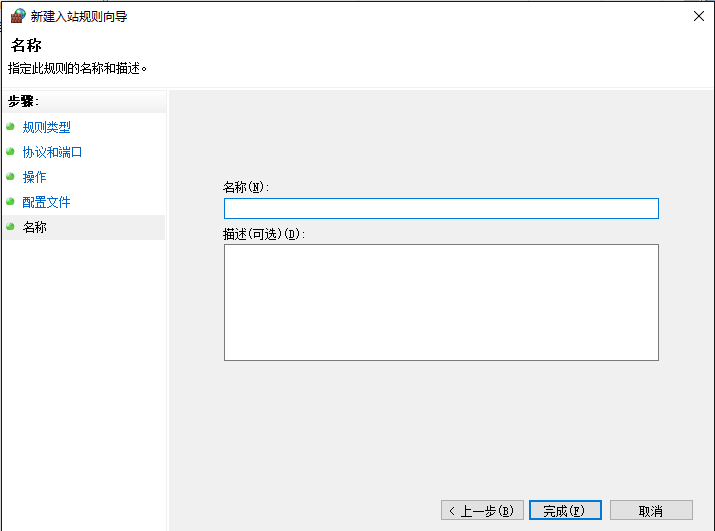 新建入站规则向导
名称
指定此规则的名称和描述。
步骤:
规则类型
协议和端口
操作
配置文件
名称
名称(N):
描述(可选)(D):
< 上一步(B)
完成(F)
取消